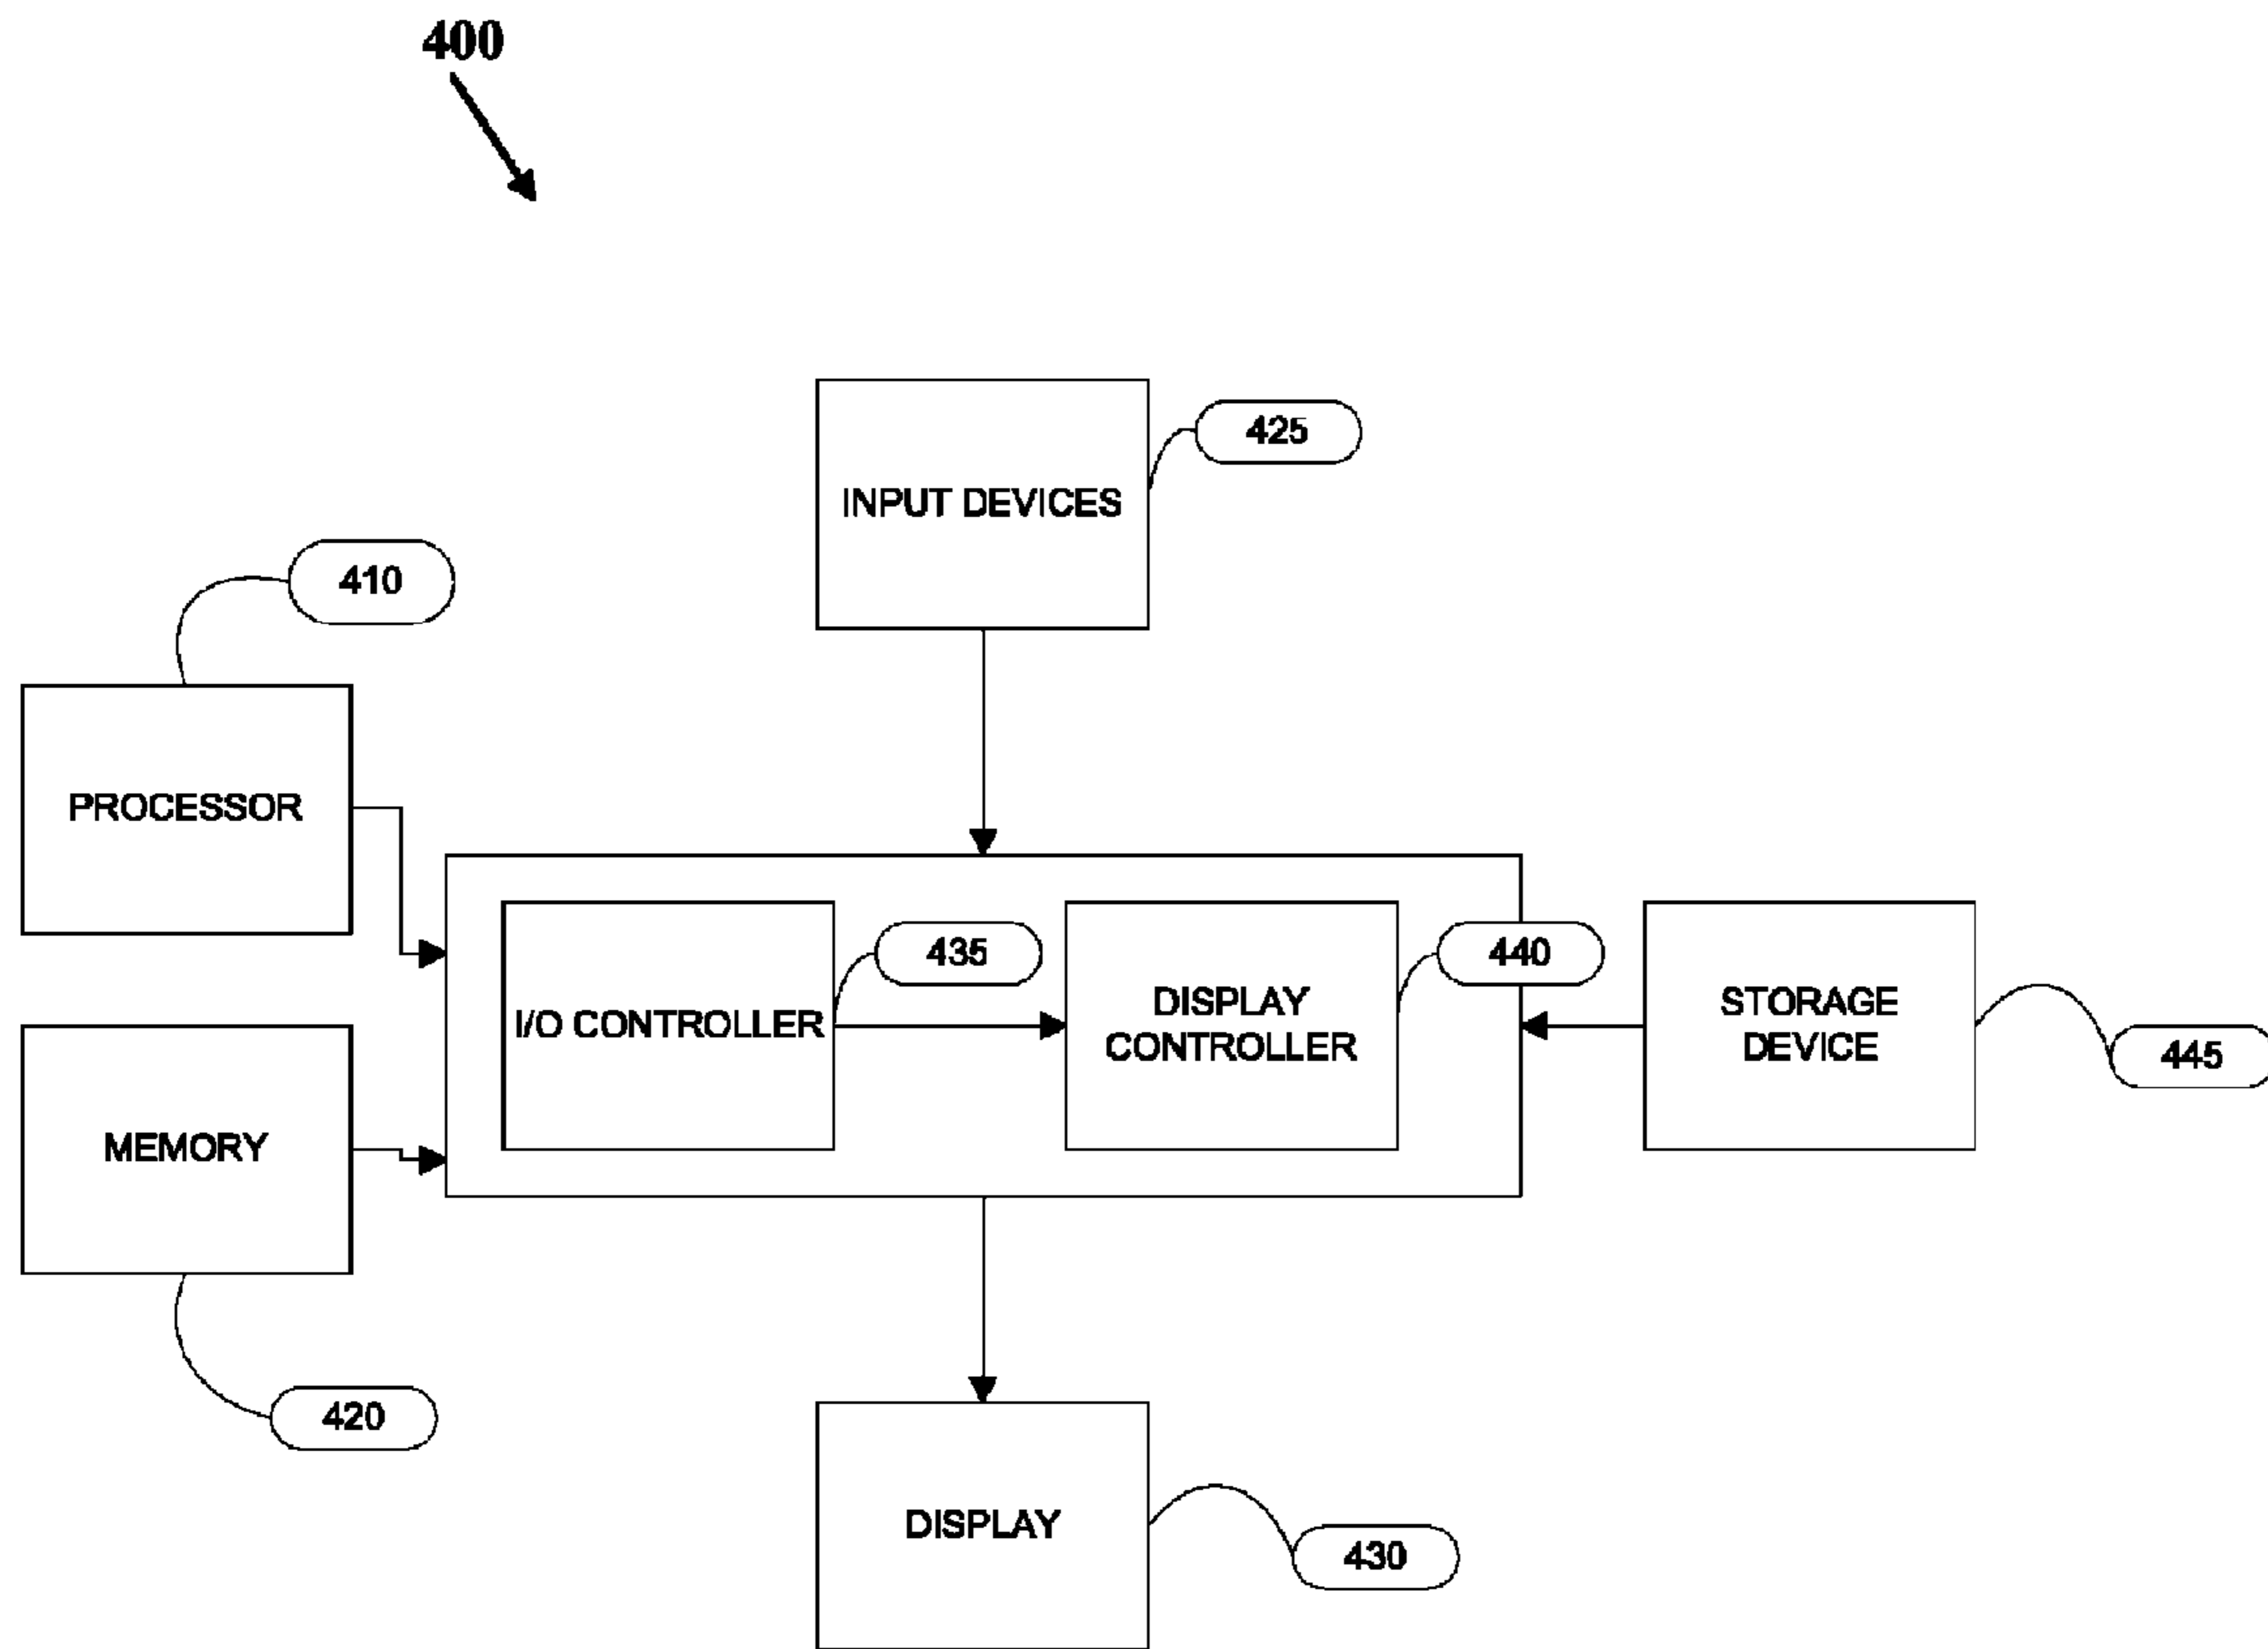 400
INPUT DEVICES
425
410
PROCESSOR
I/O CONTROLLER
435
DISPLAY
CONTROLLER
440
STORAGE
DEVICE
445
MEMORY
420
DISPLAY
430